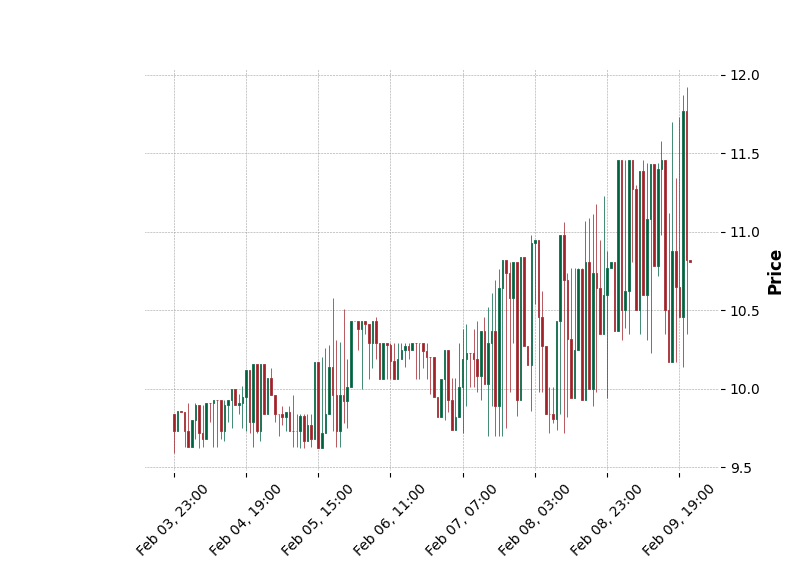 12.0
11.5
11.0
10.5
10.0
9.5
Price
Feb 03, 23:00
Feb 04, 19:00
Feb 05, 15:00
Feb 06, 11:00
Feb 07, 07:00
Feb 08, 03:00
Feb 08, 23:00
Feb 09, 19:00